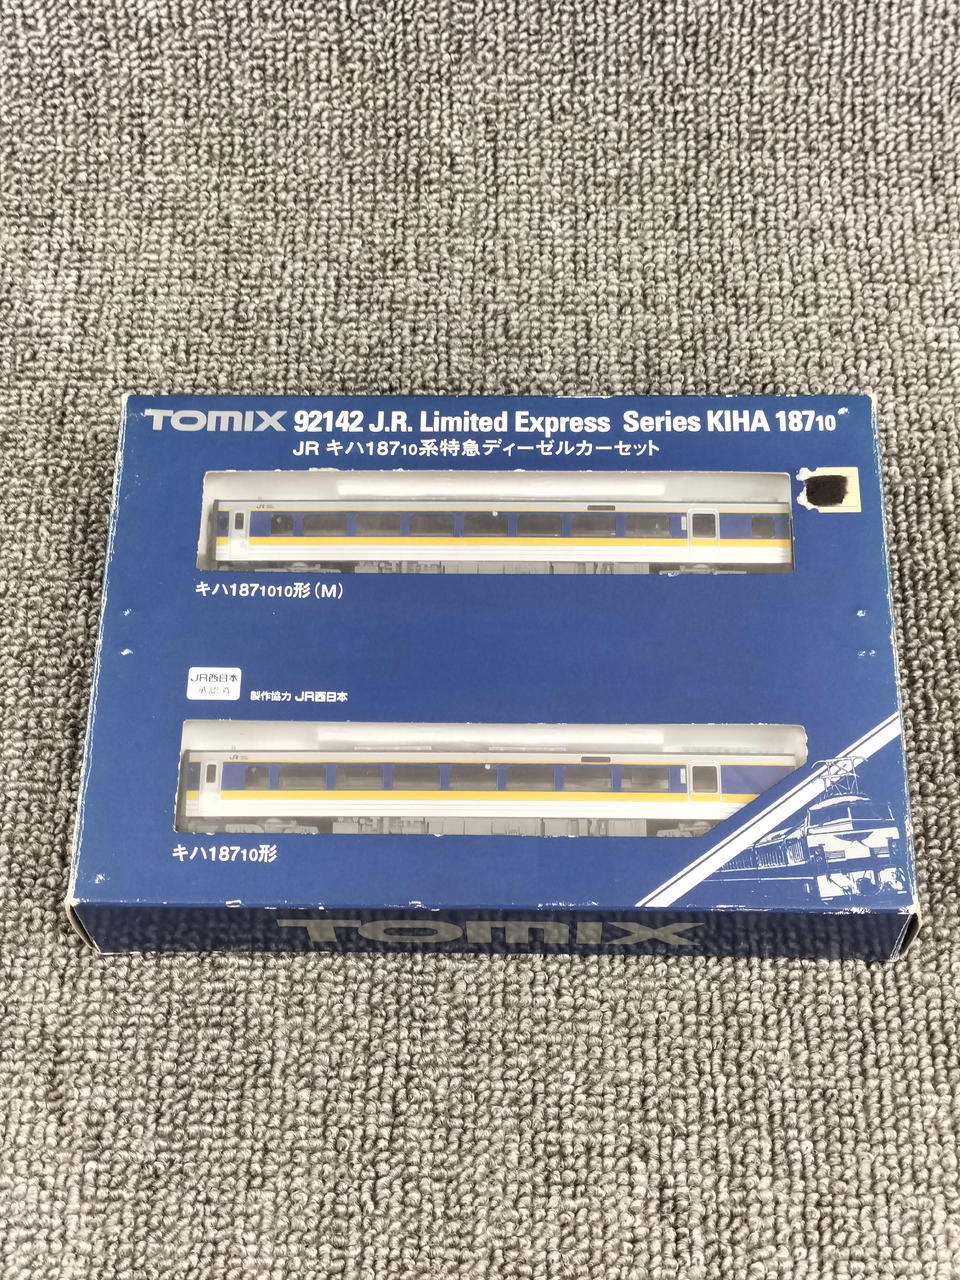 TOMIX 92142 J.R. Limited Express Series KIHA 18710
JR キハ18710系特急ディーゼルカーセット
JR
キハ1871010形(M)
JR西日本
承認済
製作協力 JR西日本
JR
キハ18710形
TOMIX